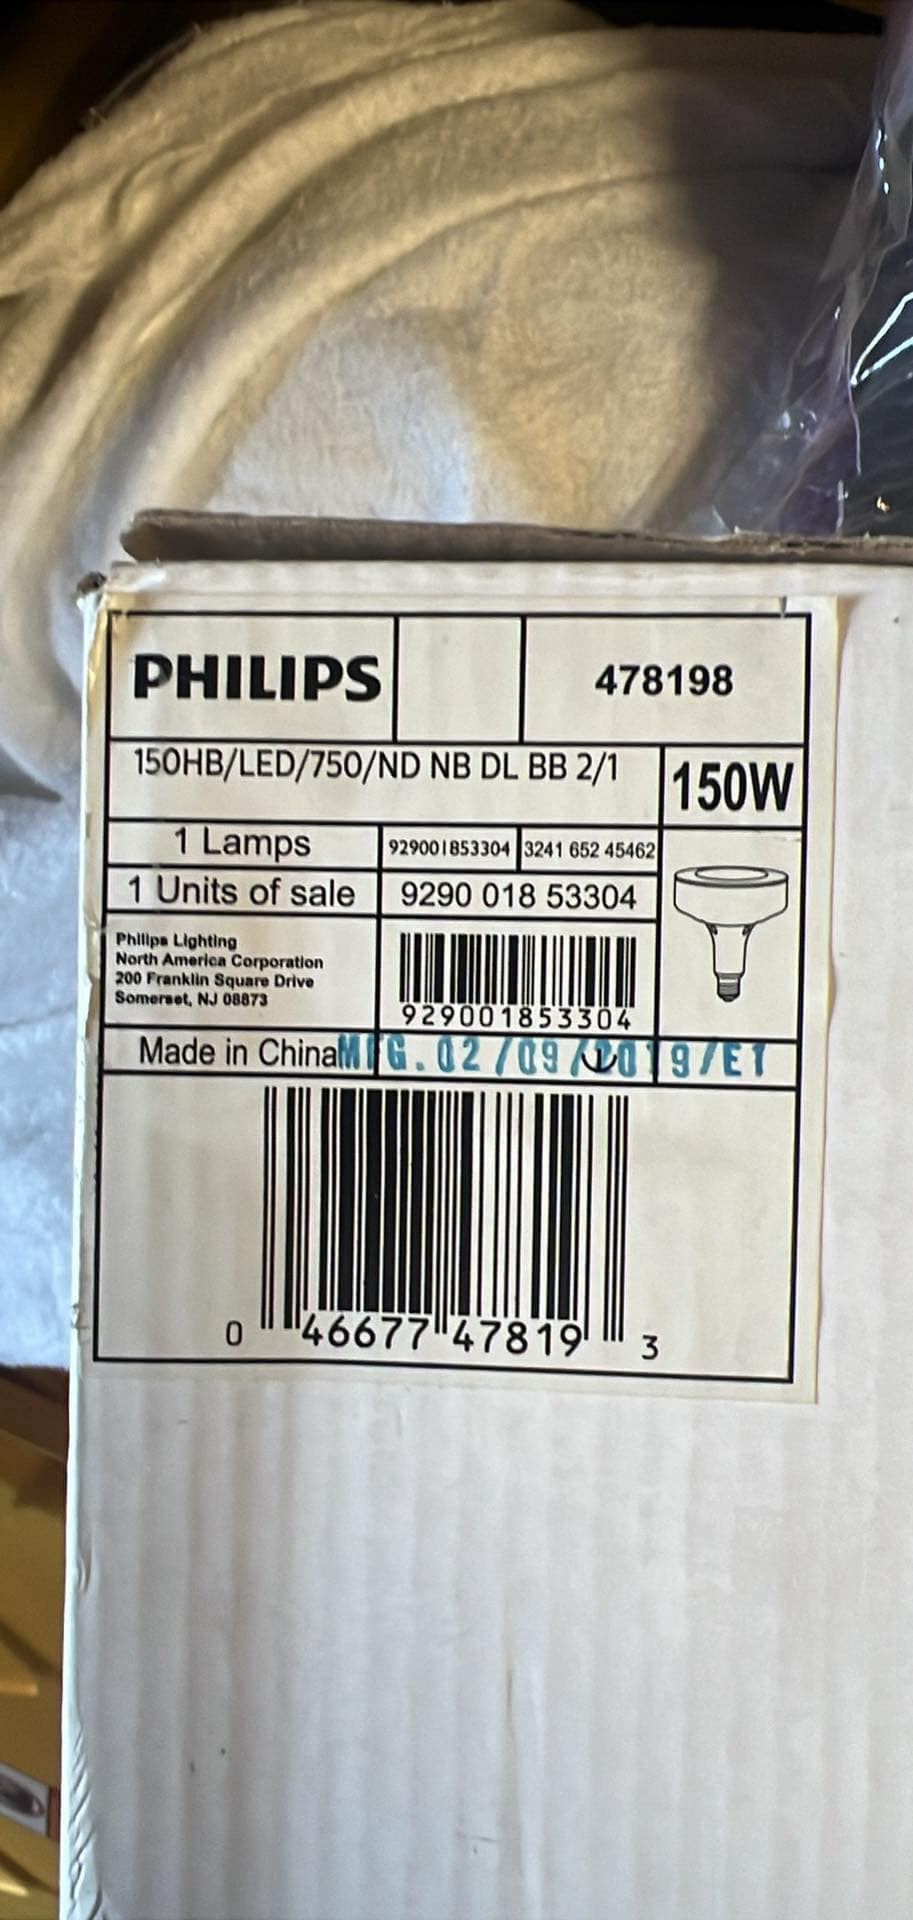 PHILIPS
478198
150HB/LED/750/ND NB DL BB 2/1
150W
1 Lamps
929001853304
3241 652 45462
1 Units of sale
9290 018 53304
Philips Lighting
North America Corporation
200 Franklin Square Drive
Somerset, NJ 08873
929001853304
Made in China
MFG. 02/09/2019/E1
0 46677 47819 3